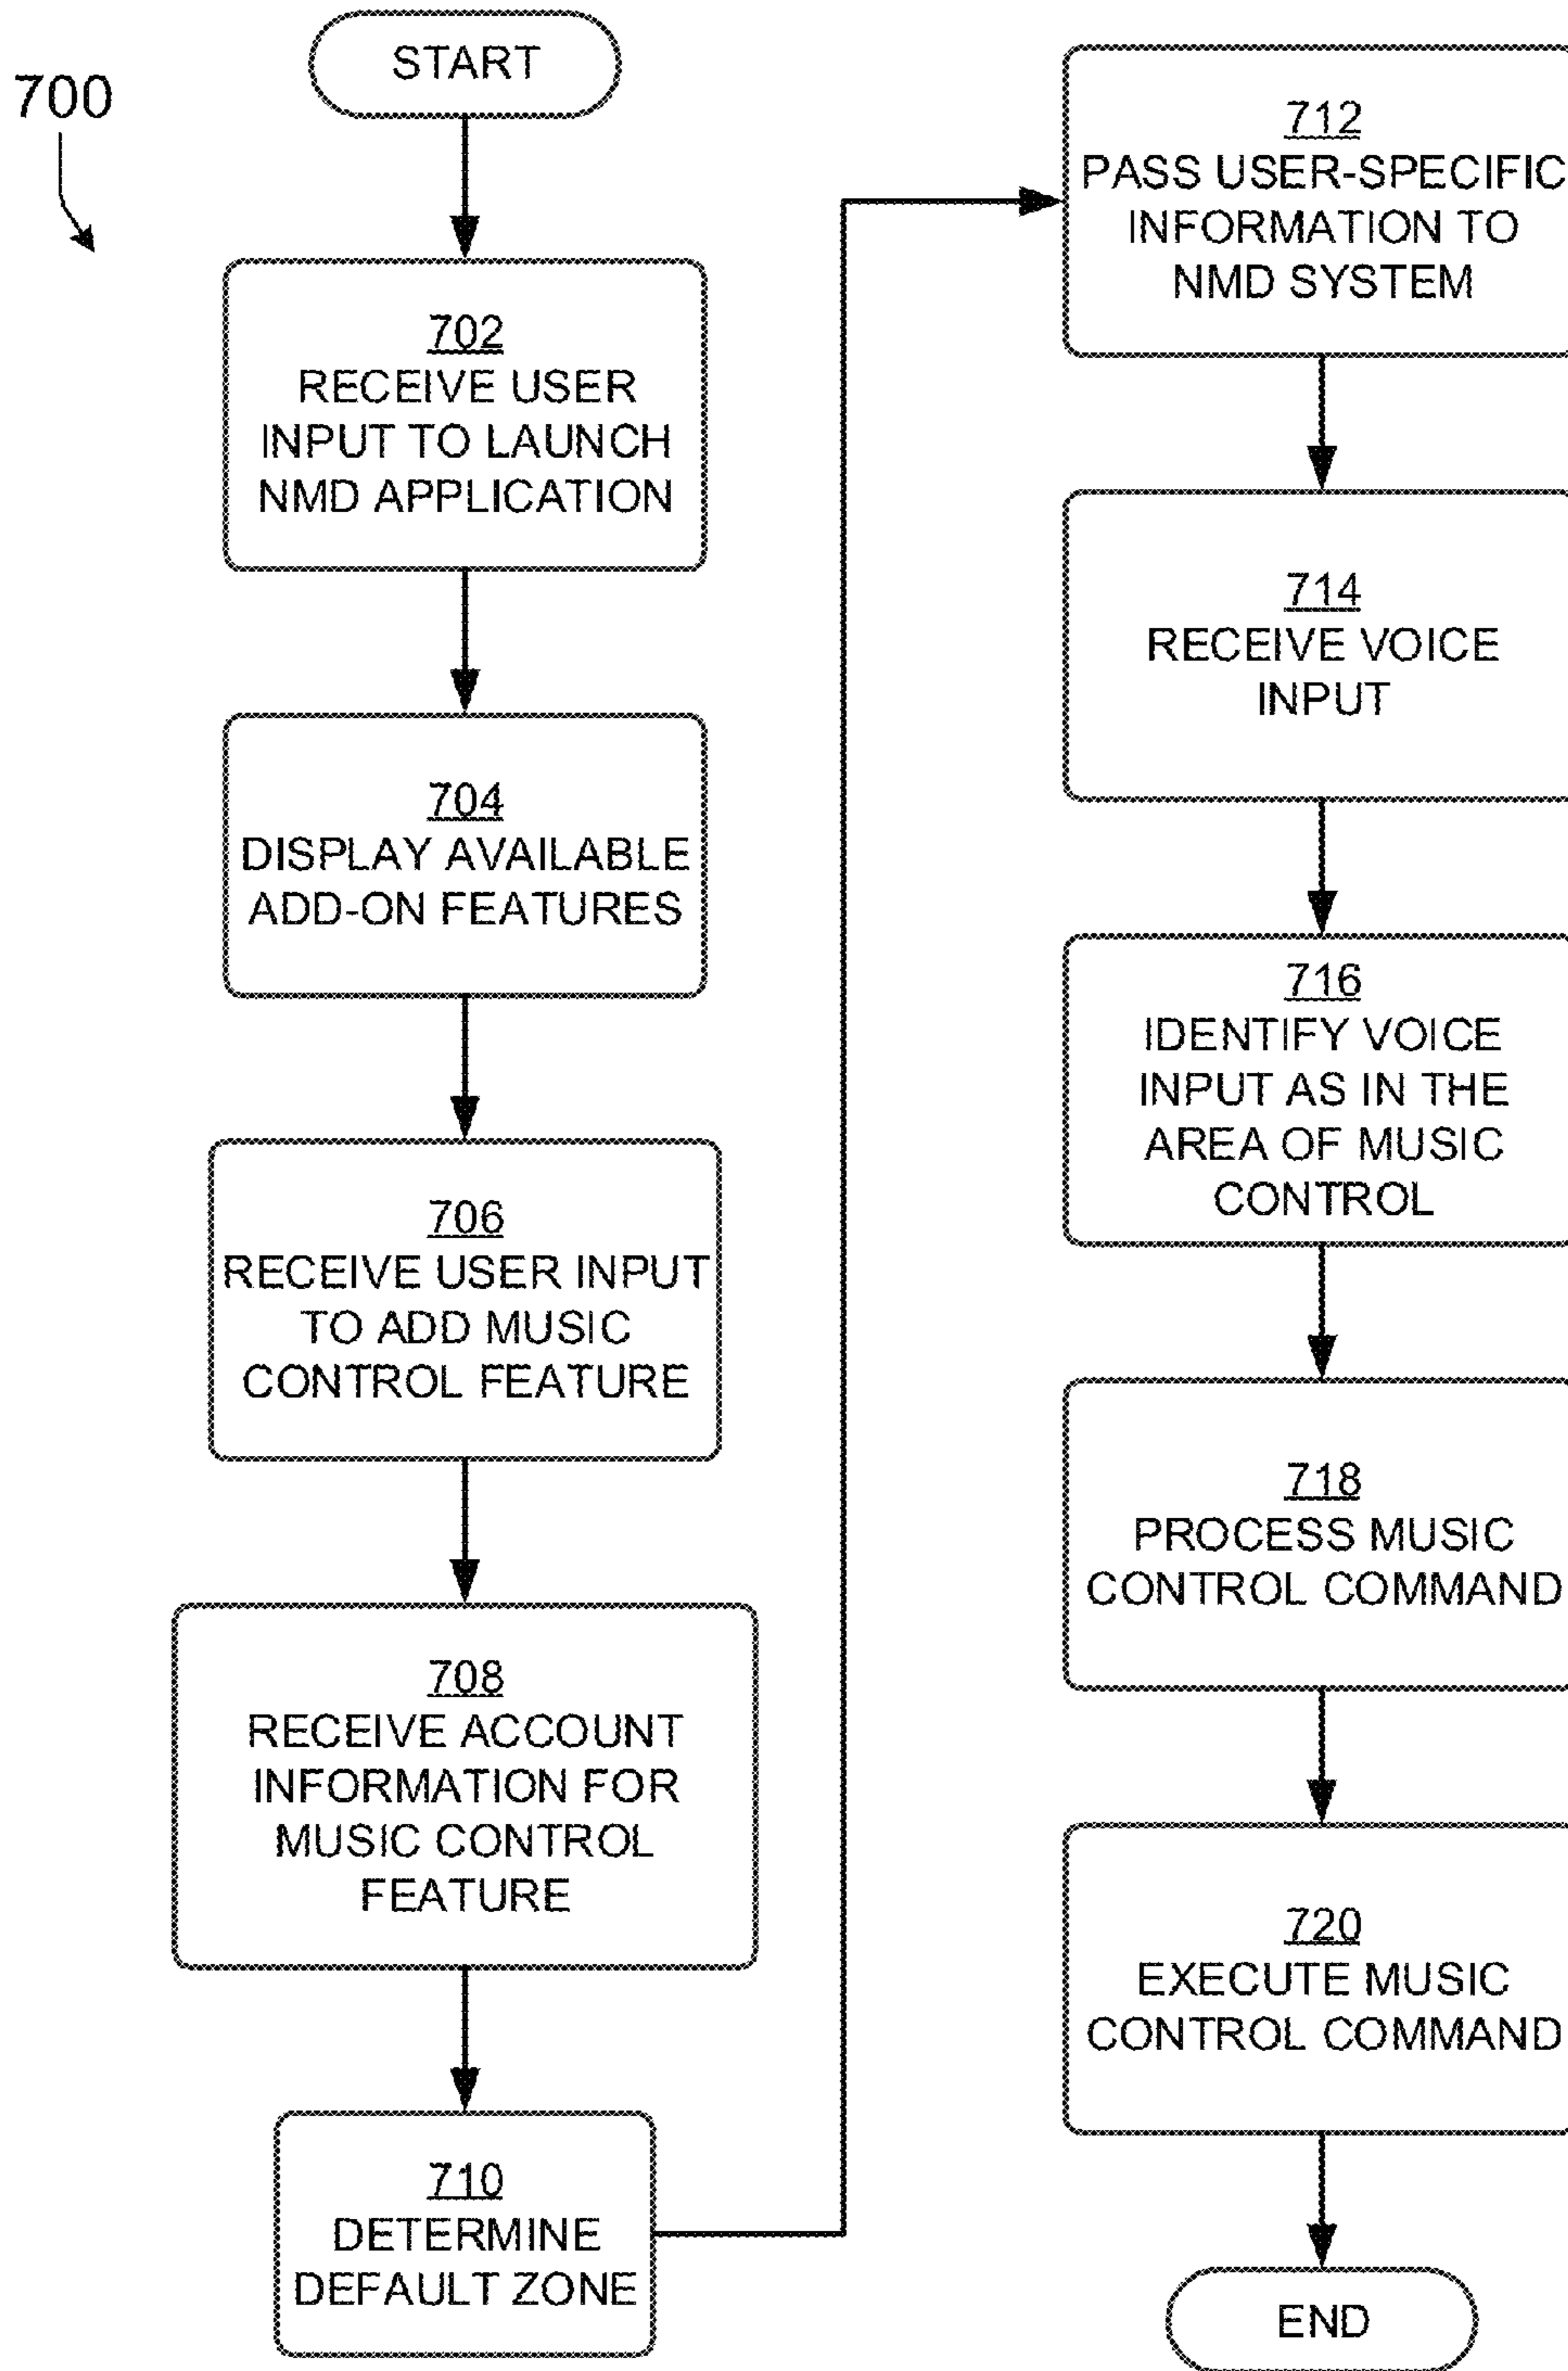 700
START
702
RECEIVE USER
INPUT TO LAUNCH
NMD APPLICATION
704
DISPLAY AVAILABLE
ADD-ON FEATURES
706
RECEIVE USER INPUT
TO ADD MUSIC
CONTROL FEATURE
708
RECEIVE ACCOUNT
INFORMATION FOR
MUSIC CONTROL
FEATURE
710
DETERMINE
DEFAULT ZONE
712
PASS USER-SPECIFIC
INFORMATION TO
NMD SYSTEM
714
RECEIVE VOICE
INPUT
716
IDENTIFY VOICE
INPUT AS IN THE
AREA OF MUSIC
CONTROL
718
PROCESS MUSIC
CONTROL COMMAND
720
EXECUTE MUSIC
CONTROL COMMAND
END